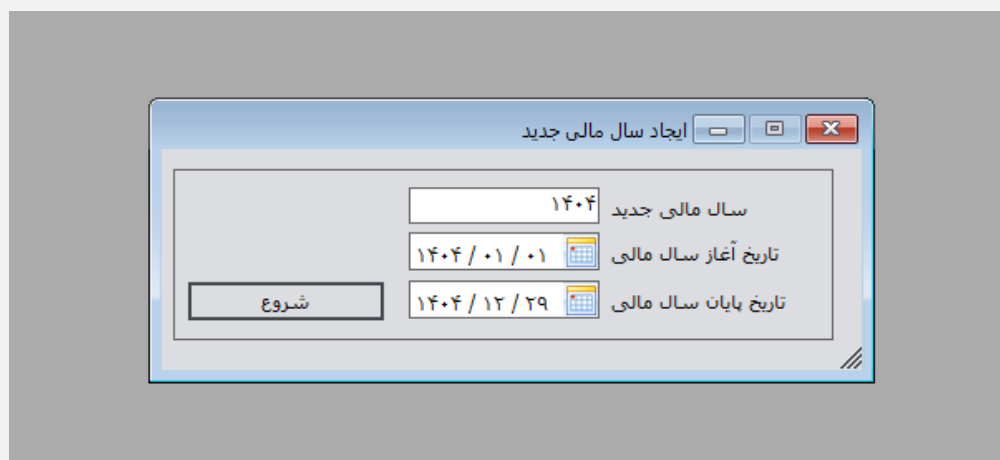 ایجاد سال مالی جدید
سال مالی جدید ۱۴۰۴
تاریخ آغاز سال مالی ۱۴۰۴ / ۰۱ / ۰۱
تاریخ پایان سال مالی ۱۴۰۴ / ۱۲ / ۲۹ شروع